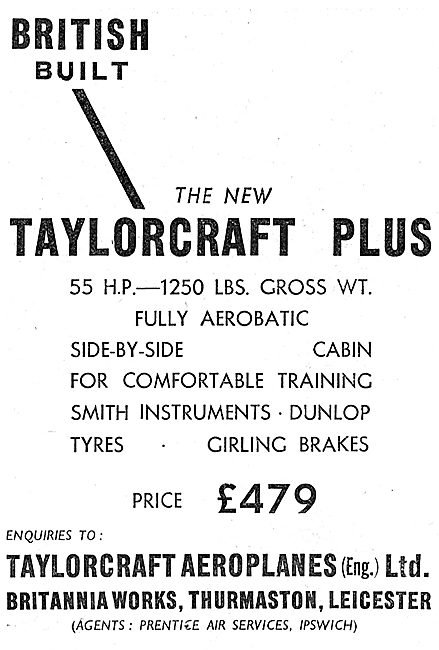 BRITISH
BUILT
THE NEW
TAYLORCRAFT PLUS
55 H.P.—1250 LBS. GROSS WT.
FULLY AEROBATIC
SIDE-BY-SIDE CABIN
FOR COMFORTABLE TRAINING
SMITH INSTRUMENTS · DUNLOP
TYRES · GIRLING BRAKES
PRICE £479
ENQUIRIES TO:
TAYLORCRAFT AEROPLANES (Eng.) Ltd.
BRITANNIA WORKS, THURMASTON, LEICESTER
(AGENTS: PRENTICE AIR SERVICES, IPSWICH)